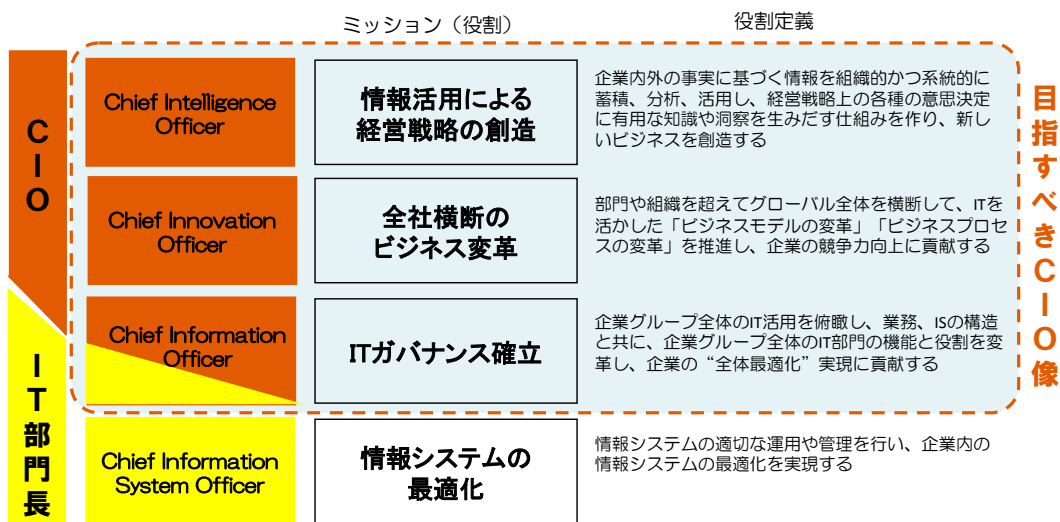 ミッション（役割）
役割定義
CIO
IT部門長
Chief Intelligence
Officer
情報活用による
経営戦略の創造
企業内外の事実に基づく情報を組織的かつ系統的に
蓄積、分析、活用し、経営戦略上の各種の意思決定
に有用な知識や洞察を生みだす仕組みを作り、新し
いビジネスを創造する
Chief Innovation
Officer
全社横断の
ビジネス変革
部門や組織を超えてグローバル全体を横断して、ITを
活かした「ビジネスモデルの変革」「ビジネスプロセ
スの変革」を推進し、企業の競争力向上に貢献する
Chief Information
Officer
ITガバナンス確立
企業グループ全体のIT活用を俯瞰し、業務、ISの構造
と共に、企業グループ全体のIT部門の機能と役割を変
革し、企業の“全体最適化”実現に貢献する
Chief Information
System Officer
情報システムの
最適化
情報システムの適切な運用や管理を行い、企業内の
情報システムの最適化を実現する
目指すべきCIO像